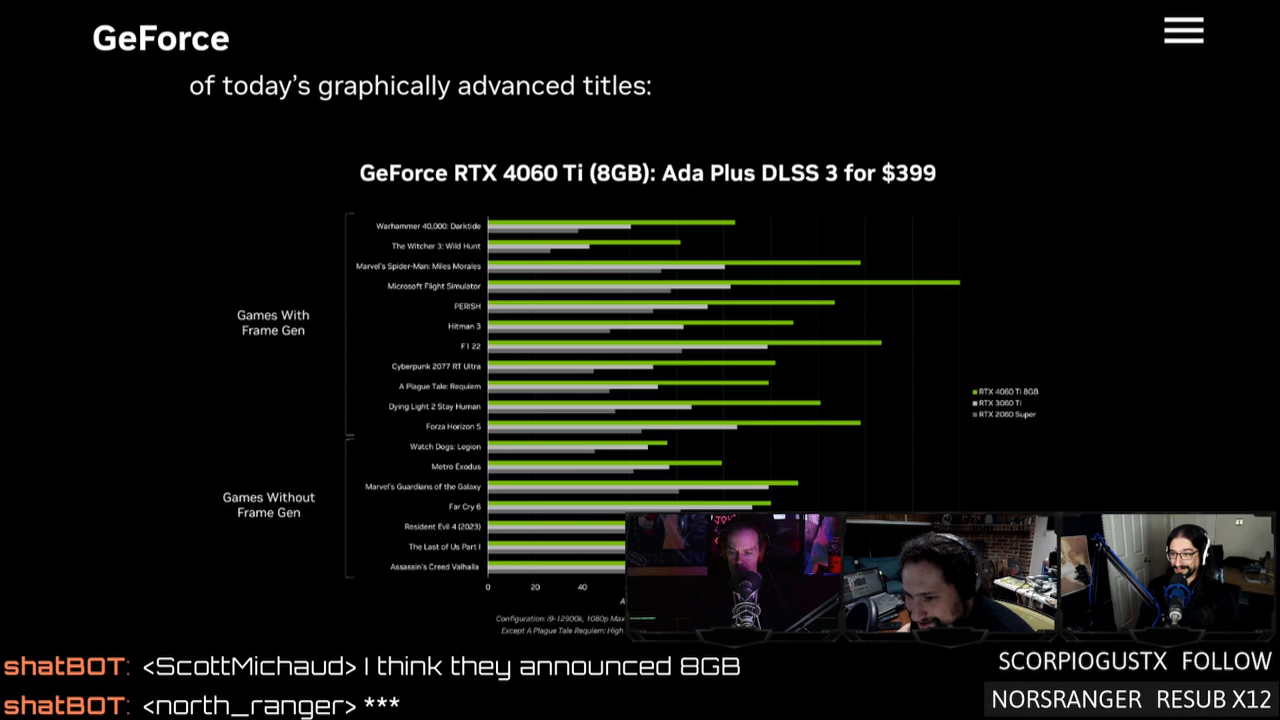 GeForce
of today's graphically advanced titles:
GeForce RTX 4060 Ti (8GB): Ada Plus DLSS 3 for $399
Games With
Frame Gen
Warhammer 40,000: Darktide
The Witcher 3: Wild Hunt
Marvel's Spider-Man: Miles Morales
Microsoft Flight Simulator
PERISH
Hitman 3
F1 22
Cyberpunk 2077 RT Ultra
A Plague Tale: Requiem
Dying Light 2 Stay Human
Forza Horizon 5
Games Without
Frame Gen
Watch Dogs: Legion
Metro Exodus
Marvel's Guardians of the Galaxy
Far Cry 6
Resident Evil 4 (2023)
The Last of Us Part I
Assassin's Creed Valhalla
RTX 4060 Ti 8GB
RTX 3060 Ti
RTX 2060 Super
0 20 40
Configuration: i9-12900k, 1080p Max
Except A Plague Tale Requiem: High
shatBOT: <ScottMichaud> I think they announced 8GB
shatBOT: <north_ranger> ***
SCORPIOGUSTX FOLLOW
NORSRANGER RESUB X12